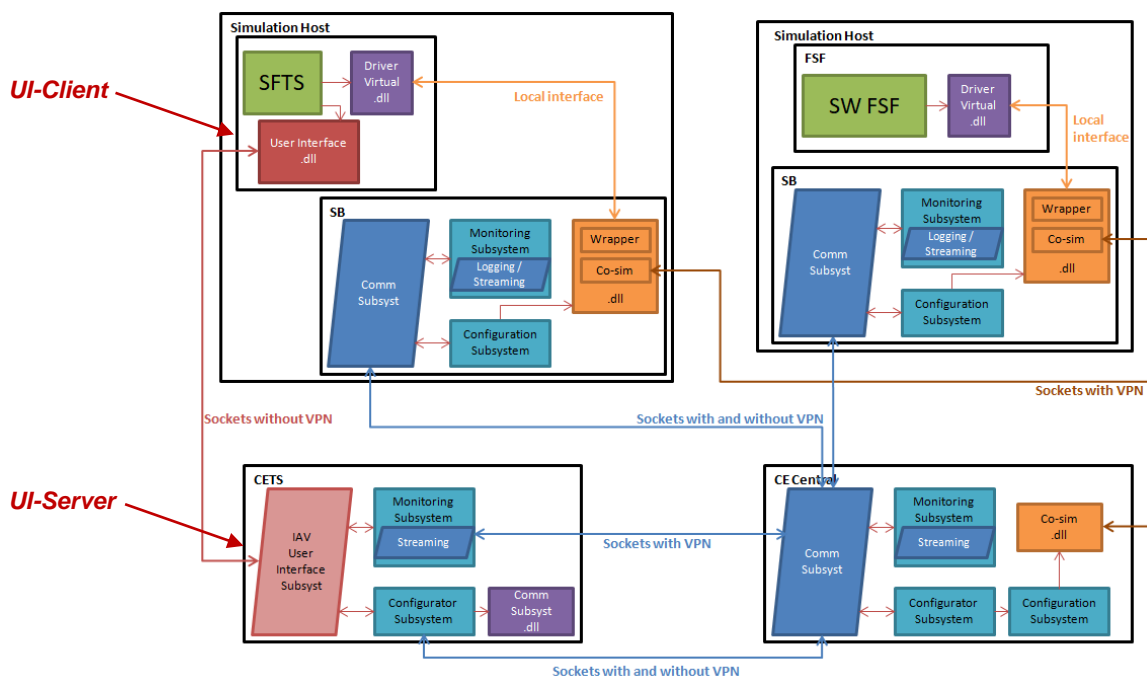 Simulation Host
SFTS
Driver
Virtual
.dll
User Interface
.dll
UI-Client
Local interface
SB
Comm
Subsyst
Monitoring
Subsystem
Logging /
Streaming
Configuration
Subsystem
Wrapper
Co-sim
.dll
Simulation Host
FSF
SW FSF
Driver
Virtual
.dll
Local
interface
SB
Comm
Subsyst
Monitoring
Subsystem
Logging /
Streaming
Configuration
Subsystem
Wrapper
Co-sim
.dll
Sockets with VPN
Sockets without VPN
Sockets with and without VPN
UI-Server
CETS
IAV
User
Interface
Subsyst
Monitoring
Subsystem
Streaming
Configurator
Subsystem
Comm
Subsyst
.dll
Sockets with VPN
CE Central
Comm
Subsyst
Monitoring
Subsystem
Streaming
Co-sim
.dll
Configurator
Subsystem
Configuration
Subsystem
Sockets with and without VPN